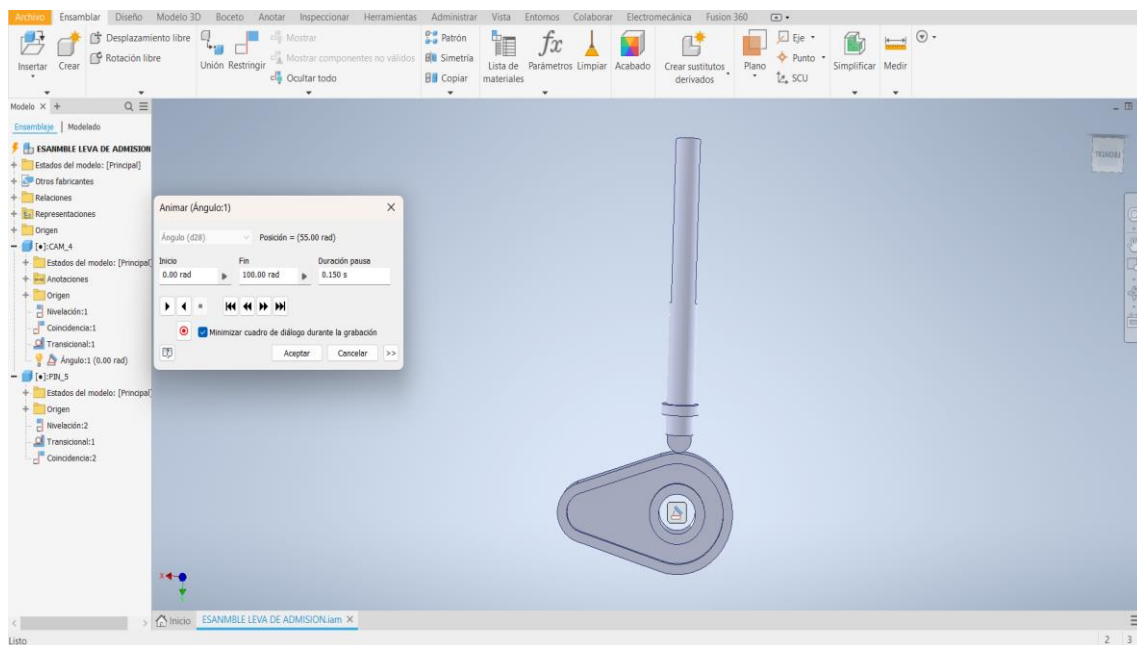 Archivo Ensamblar Diseño Modelo 3D Boceto Anotar Inspeccionar Herramientas Administrar Vista Entornos Colaborar Electromecánica Fusion 360
Insertar
Crear
Desplazamiento libre
Rotación libre
Unión Restringir
Mostrar
Mostrar componentes no válidos
Ocultar todo
Patrón
Simetría
Copiar
Lista de materiales
fx
Parámetros Limpiar Acabado
Crear sustitutos derivados
Plano
Eje
Punto
SCU
Simplificar Medir
Modelo × +
Ensamblaje | Modelado
ESANMBLE LEVA DE ADMISION
Estados del modelo: [Principal]
Otros fabricantes
Relaciones
Representaciones
Origen
[•]:CAM_4
Estados del modelo: [Principal]
Anotaciones
Origen
Nivelación:1
Coincidencia:1
Transicional:1
Ángulo:1 (0.00 rad)
[•]:PIN_5
Estados del modelo: [Principal]
Origen
Nivelación:2
Transicional:1
Coincidencia:2
Animar (Ángulo:1)
Ángulo (d28) Posición = (55.00 rad)
Inicio Fin Duración pausa
0.00 rad 100.00 rad 0.150 s
Minimizar cuadro de diálogo durante la grabación
Aceptar Cancelar >>
X
Inicio ESANMBLE LEVA DE ADMISION.iam ×
Listo
2 3